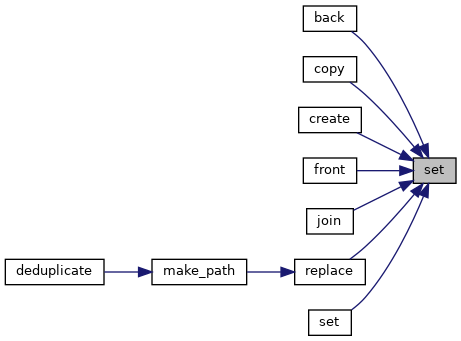 back
copy
create
set
front
join
deduplicate
make_path
replace
set